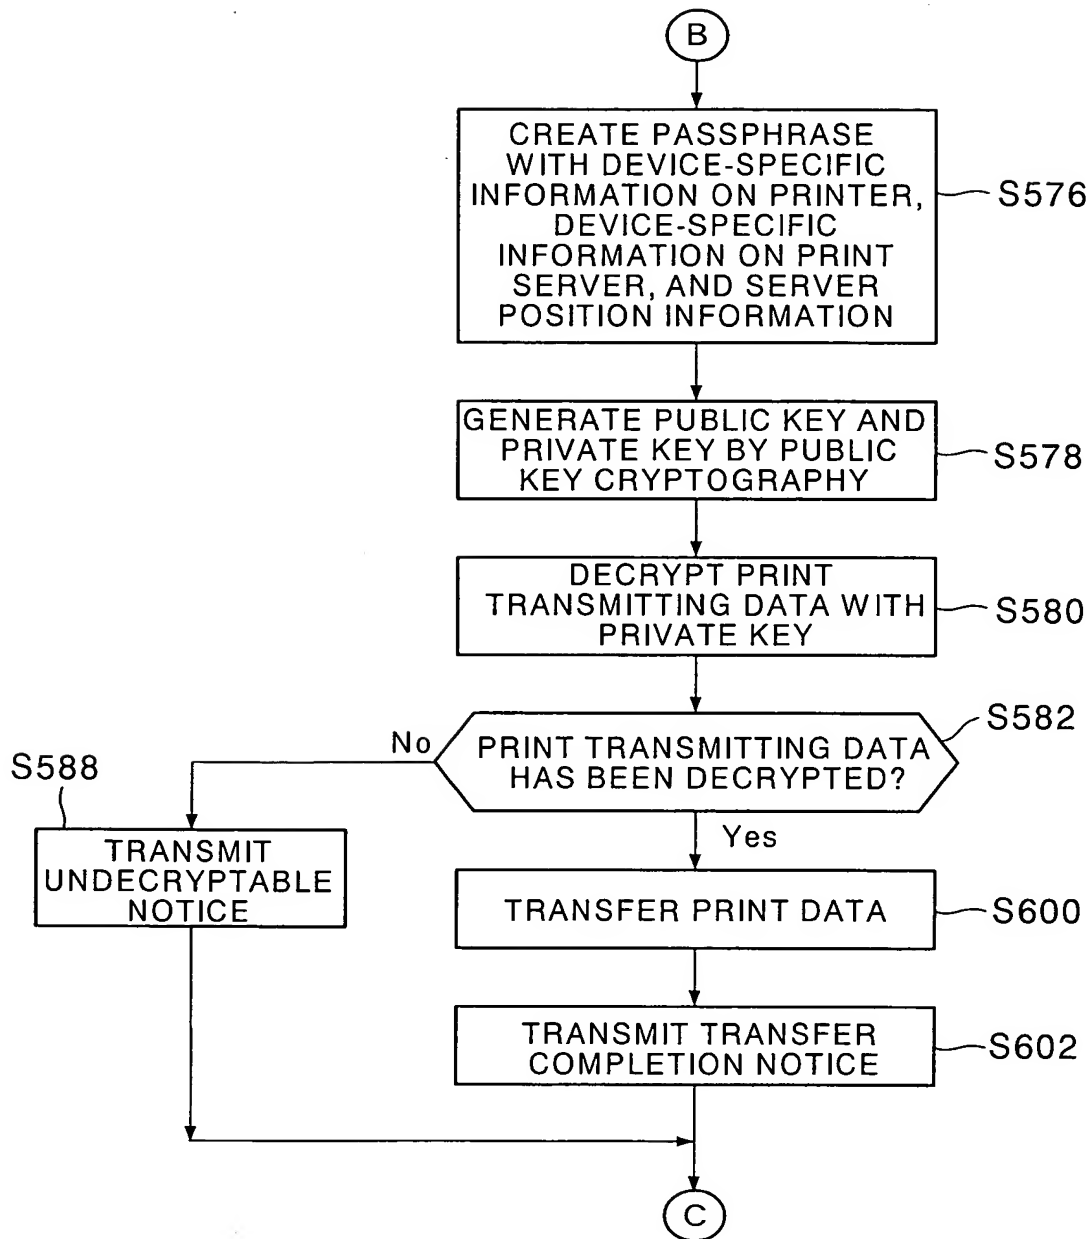 B
CREATE PASSPHRASE
WITH DEVICE-SPECIFIC
INFORMATION ON PRINTER,
DEVICE-SPECIFIC
INFORMATION ON PRINT
SERVER, AND SERVER
POSITION INFORMATION
S576
GENERATE PUBLIC KEY AND
PRIVATE KEY BY PUBLIC
KEY CRYPTOGRAPHY
S578
DECRYPT PRINT
TRANSMITTING DATA WITH
PRIVATE KEY
S580
PRINT TRANSMITTING DATA
HAS BEEN DECRYPTED?
S582
No
Yes
S588
TRANSMIT
UNDECRYPTABLE
NOTICE
TRANSFER PRINT DATA
S600
TRANSMIT TRANSFER
COMPLETION NOTICE
S602
C